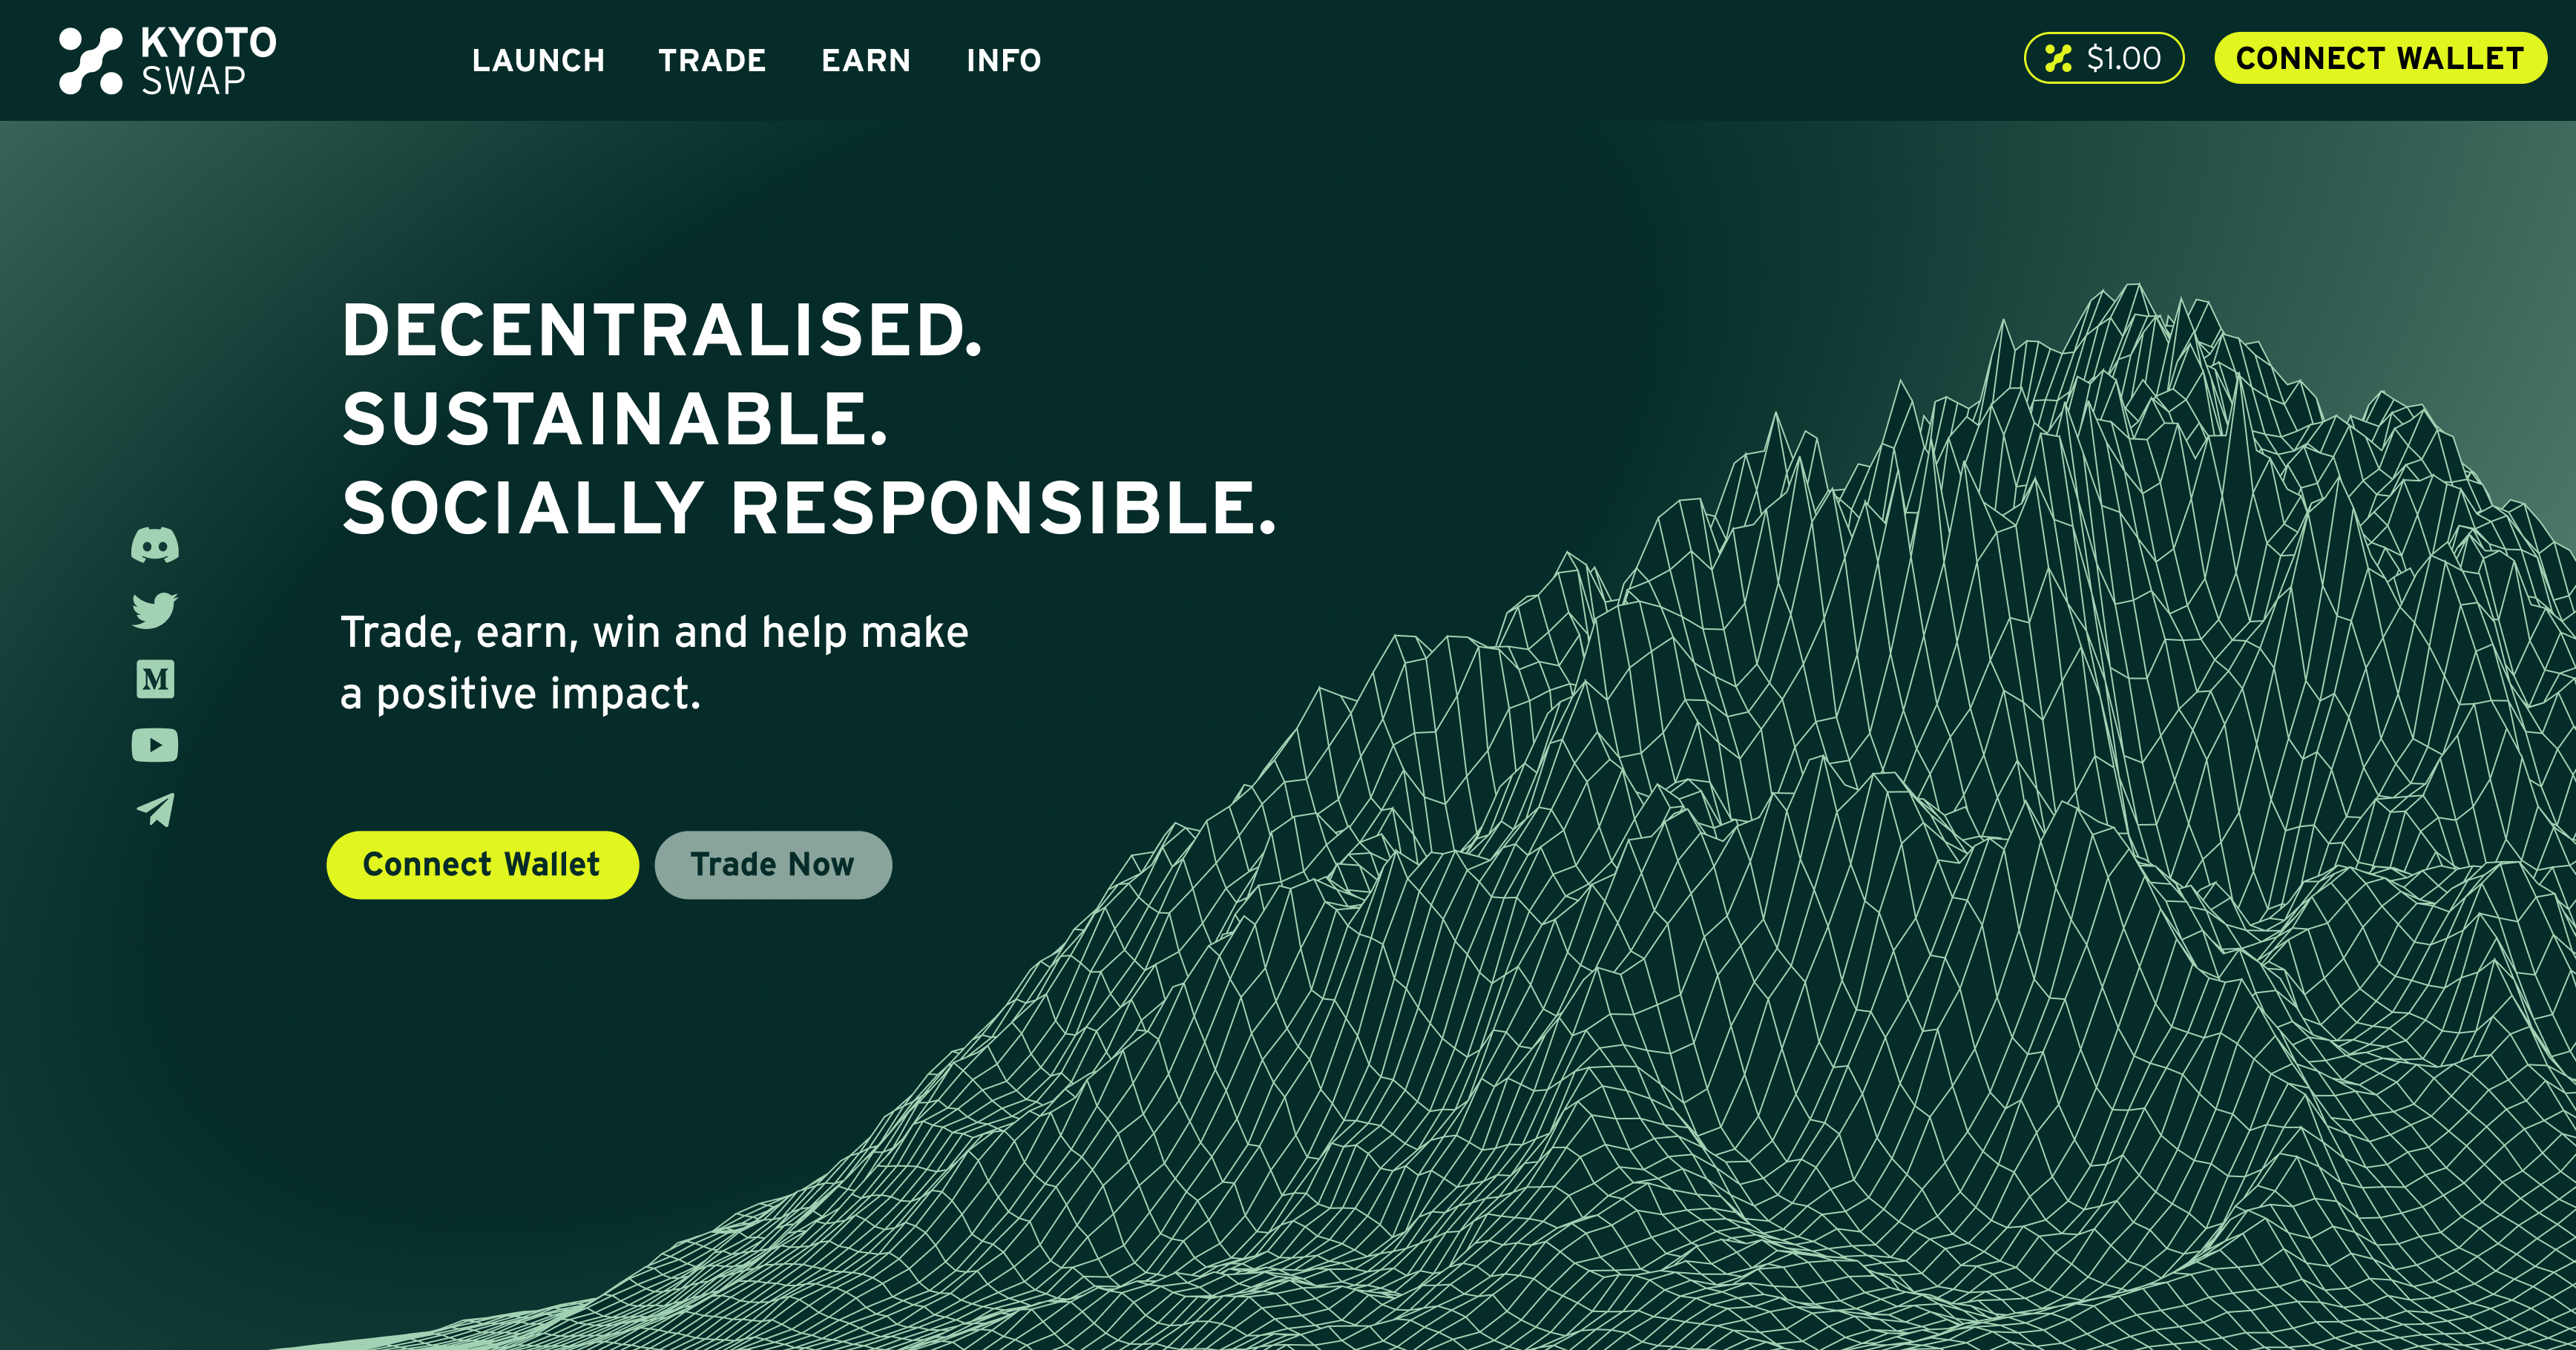 KYOTO
SWAP
LAUNCH
TRADE
EARN
INFO
$1.00
CONNECT WALLET
DECENTRALISED.
SUSTAINABLE.
SOCIALLY RESPONSIBLE.
Trade, earn, win and help make
a positive impact.
M
Connect Wallet
Trade Now